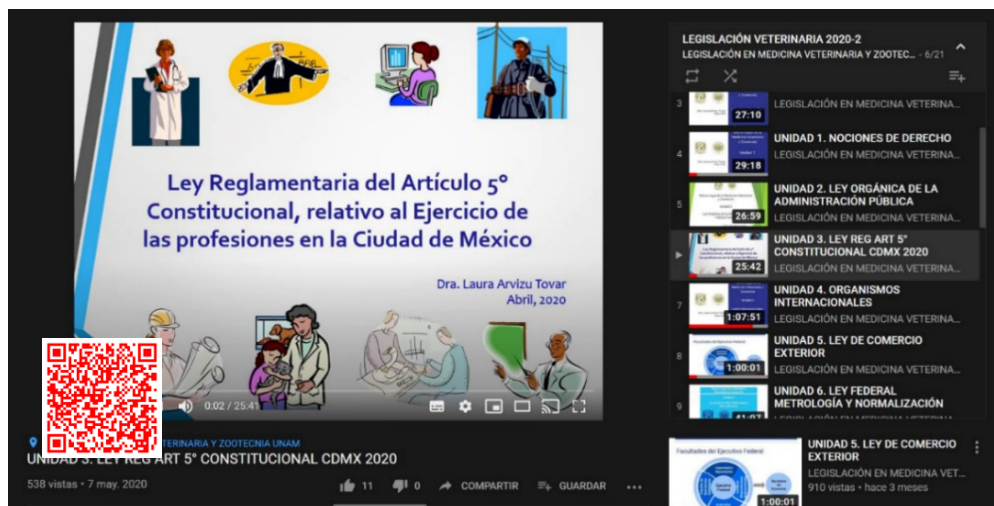 Ley Reglamentaria del Artículo 5°
Constitucional, relativo al Ejercicio de
las profesiones en la Ciudad de México
Dra. Laura Arvizu Tovar
Abril, 2020
0:02 / 25:41
TERINARIA Y ZOOTECNIA UNAM
UNIDAD 3. LEY REG ART 5° CONSTITUCIONAL CDMX 2020
538 vistas • 7 may. 2020
11
0
COMPARTIR
GUARDAR
LEGISLACIÓN VETERINARIA 2020-2
LEGISLACIÓN EN MEDICINA VETERINARIA Y ZOOTEC... - 6/21
3
27:10
LEGISLACIÓN EN MEDICINA VETERINA...
4
29:18
UNIDAD 1. NOCIONES DE DERECHO
LEGISLACIÓN EN MEDICINA VETERINA...
5
26:59
UNIDAD 2. LEY ORGÁNICA DE LA
ADMINISTRACIÓN PÚBLICA
LEGISLACIÓN EN MEDICINA VETERINA...
25:42
UNIDAD 3. LEY REG ART 5°
CONSTITUCIONAL CDMX 2020
LEGISLACIÓN EN MEDICINA VETERINA...
7
1:07:51
UNIDAD 4. ORGANISMOS
INTERNACIONALES
LEGISLACIÓN EN MEDICINA VETERINA...
8
1:00:01
UNIDAD 5. LEY DE COMERCIO
EXTERIOR
LEGISLACIÓN EN MEDICINA VETERINA...
9
41:07
UNIDAD 6. LEY FEDERAL
METROLOGÍA Y NORMALIZACIÓN
Facultades del Ejecutivo Federal
1:00:01
UNIDAD 5. LEY DE COMERCIO
EXTERIOR
LEGISLACIÓN EN MEDICINA VET...
910 vistas • hace 3 meses